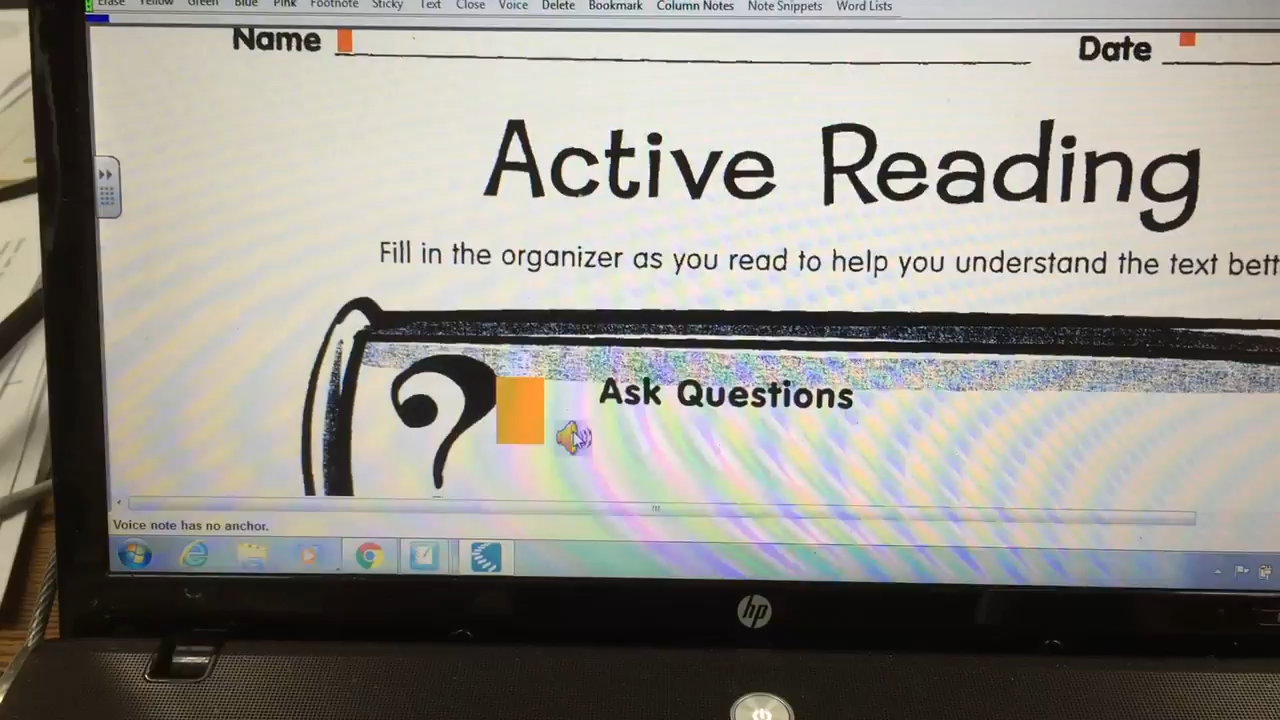 Erase Yellow Green Blue Pink Footnote Sticky Text Close Voice Delete Bookmark Column Notes Note Snippets Word Lists
Name Date
Active Reading
Fill in the organizer as you read to help you understand the text bett
? Ask Questions
Voice note has no anchor.
hp